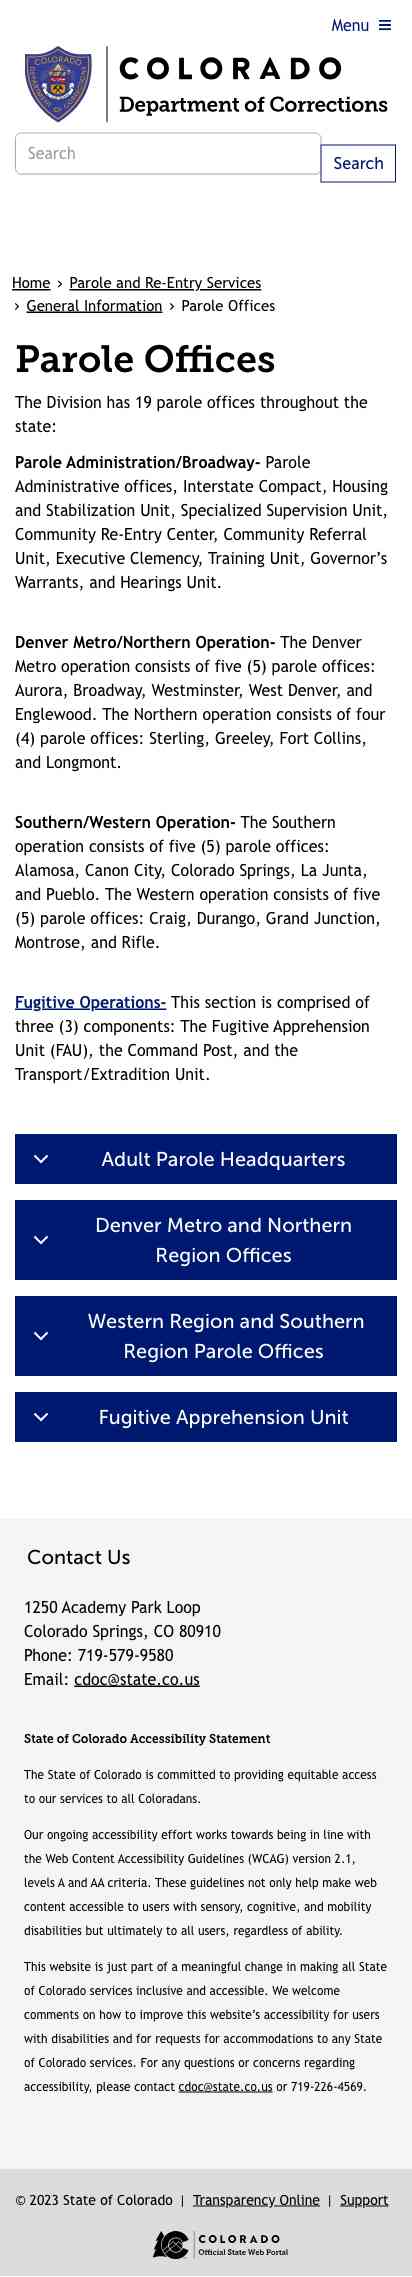 Menu ≡
COLORADO
Department of Corrections
Search
Search
Home › Parole and Re-Entry Services
› General Information › Parole Offices
Parole Offices
The Division has 19 parole offices throughout the
state:
Parole Administration/Broadway- Parole
Administrative offices, Interstate Compact, Housing
and Stabilization Unit, Specialized Supervision Unit,
Community Re-Entry Center, Community Referral
Unit, Executive Clemency, Training Unit, Governor’s
Warrants, and Hearings Unit.
Denver Metro/Northern Operation- The Denver
Metro operation consists of five (5) parole offices:
Aurora, Broadway, Westminster, West Denver, and
Englewood. The Northern operation consists of four
(4) parole offices: Sterling, Greeley, Fort Collins,
and Longmont.
Southern/Western Operation- The Southern
operation consists of five (5) parole offices:
Alamosa, Canon City, Colorado Springs, La Junta,
and Pueblo. The Western operation consists of five
(5) parole offices: Craig, Durango, Grand Junction,
Montrose, and Rifle.
Fugitive Operations- This section is comprised of
three (3) components: The Fugitive Apprehension
Unit (FAU), the Command Post, and the
Transport/Extradition Unit.
Adult Parole Headquarters
Denver Metro and Northern
Region Offices
Western Region and Southern
Region Parole Offices
Fugitive Apprehension Unit
Contact Us
1250 Academy Park Loop
Colorado Springs, CO 80910
Phone: 719-579-9580
Email: cdoc@state.co.us
State of Colorado Accessibility Statement
The State of Colorado is committed to providing equitable access
to our services to all Coloradans.
Our ongoing accessibility effort works towards being in line with
the Web Content Accessibility Guidelines (WCAG) version 2.1,
levels A and AA criteria. These guidelines not only help make web
content accessible to users with sensory, cognitive, and mobility
disabilities but ultimately to all users, regardless of ability.
This website is just part of a meaningful change in making all State
of Colorado services inclusive and accessible. We welcome
comments on how to improve this website’s accessibility for users
with disabilities and for requests for accommodations to any State
of Colorado services. For any questions or concerns regarding
accessibility, please contact cdoc@state.co.us or 719-226-4569.
© 2023 State of Colorado | Transparency Online | Support
COLORADO
Official State Web Portal